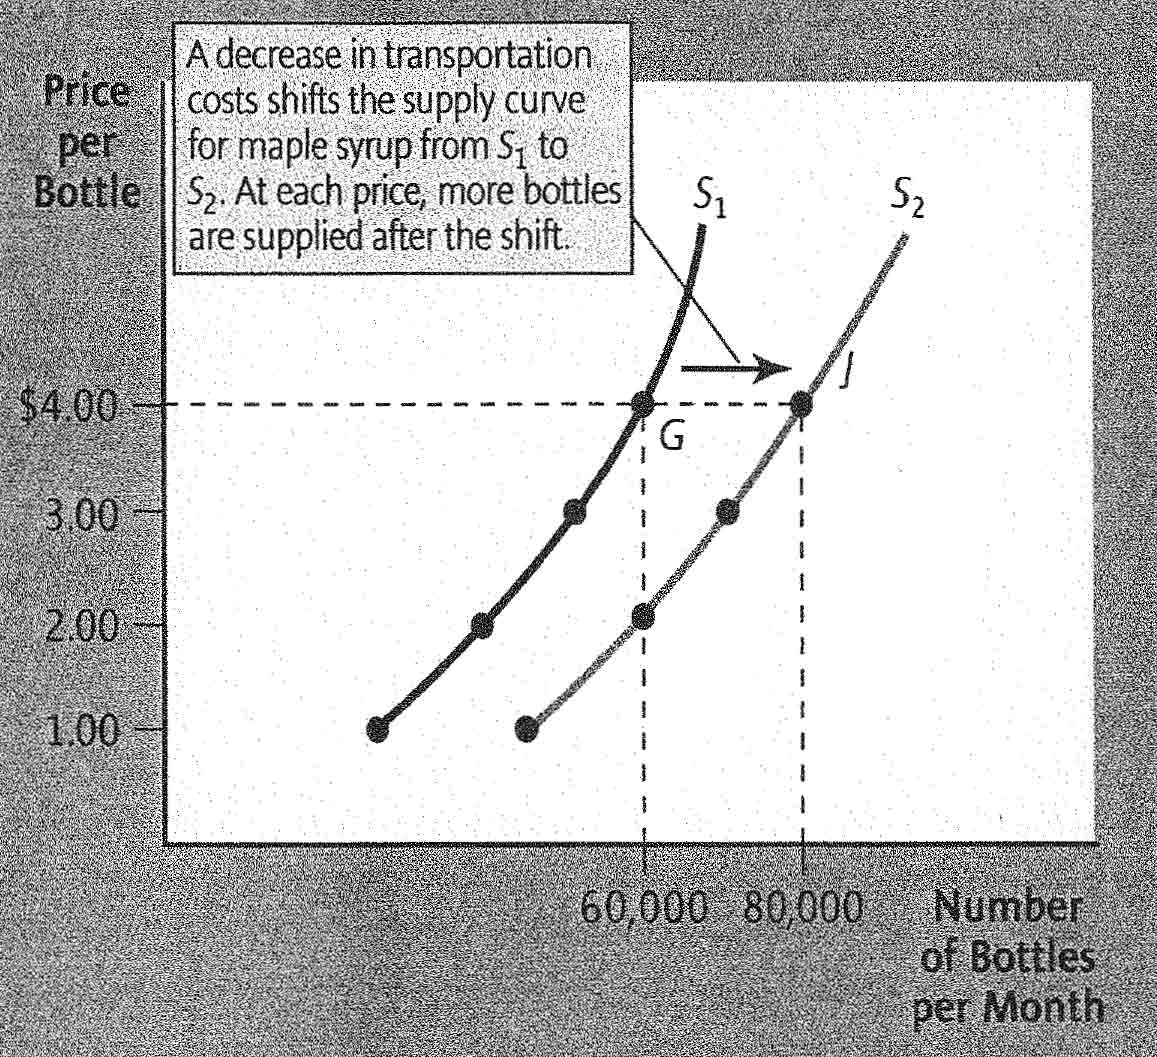 A decrease in transportation
costs shifts the supply curve
for maple syrup from S₁ to
S₂. At each price, more bottles
are supplied after the shift.
Price
per
Bottle
S₁
S₂
J
$4.00
G
3.00
2.00
1.00
60,000
80,000
Number
of Bottles
per Month